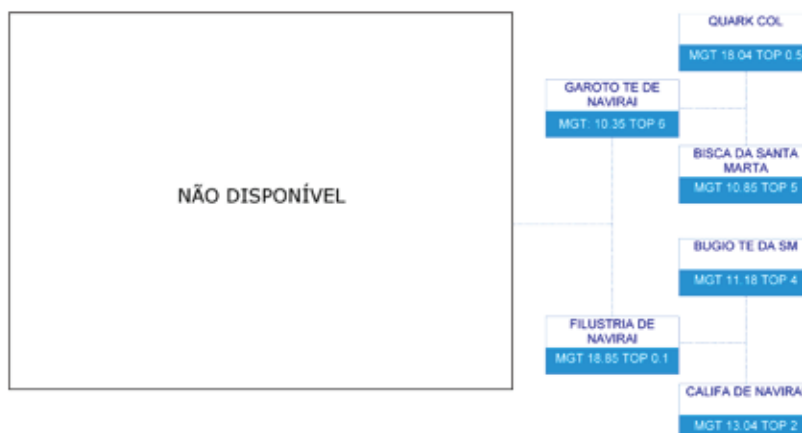 QUARK COL
MGT 18.04 TOP 0.5
GAROTO TE DE
NAVIRAI
MGT: 10.35 TOP 6
BISCA DA SANTA
MARTA
MGT 10.85 TOP 5
NÃO DISPONÍVEL
BUGIO TE DA SM
MGT 11.18 TOP 4
FILUSTRIA DE
NAVIRAI
MGT 18.85 TOP 0.1
CALIFA DE NAVIRA
MGT 13.04 TOP 2